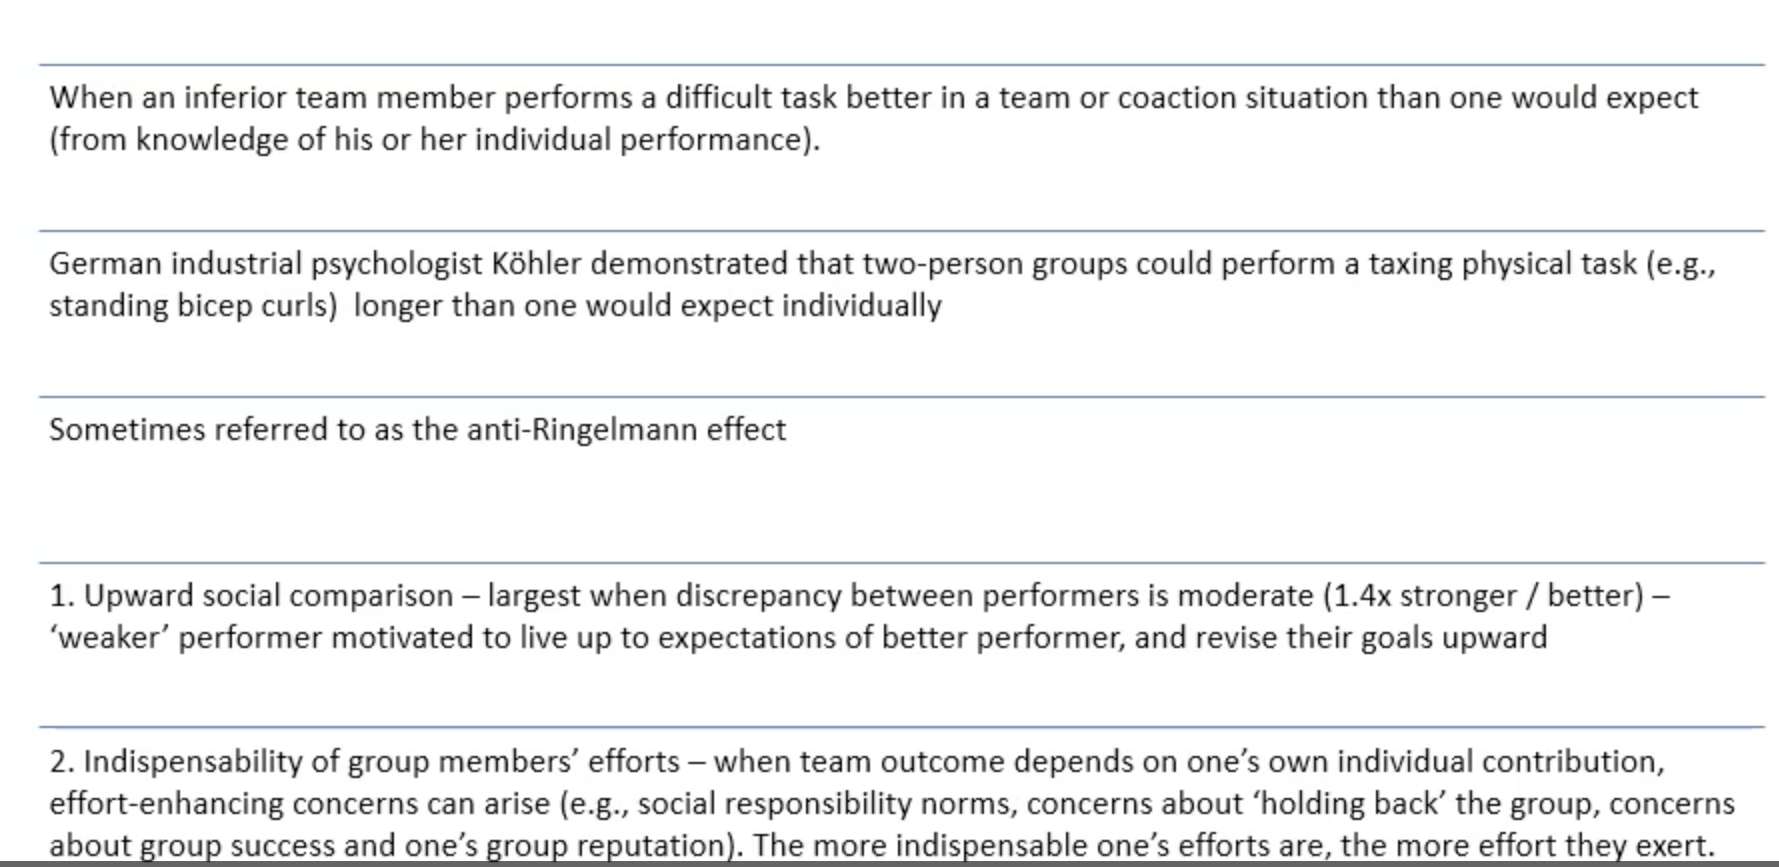 When an inferior team member performs a difficult task better in a team or coaction situation than one would expect
(from knowledge of his or her individual performance).
German industrial psychologist Köhler demonstrated that two-person groups could perform a taxing physical task (e.g.,
standing bicep curls)  longer than one would expect individually
Sometimes referred to as the anti-Ringelmann effect
1. Upward social comparison – largest when discrepancy between performers is moderate (1.4x stronger / better) –
‘weaker’ performer motivated to live up to expectations of better performer, and revise their goals upward
2. Indispensability of group members’ efforts – when team outcome depends on one’s own individual contribution,
effort-enhancing concerns can arise (e.g., social responsibility norms, concerns about ‘holding back’ the group, concerns
about group success and one’s group reputation). The more indispensable one’s efforts are, the more effort they exert.